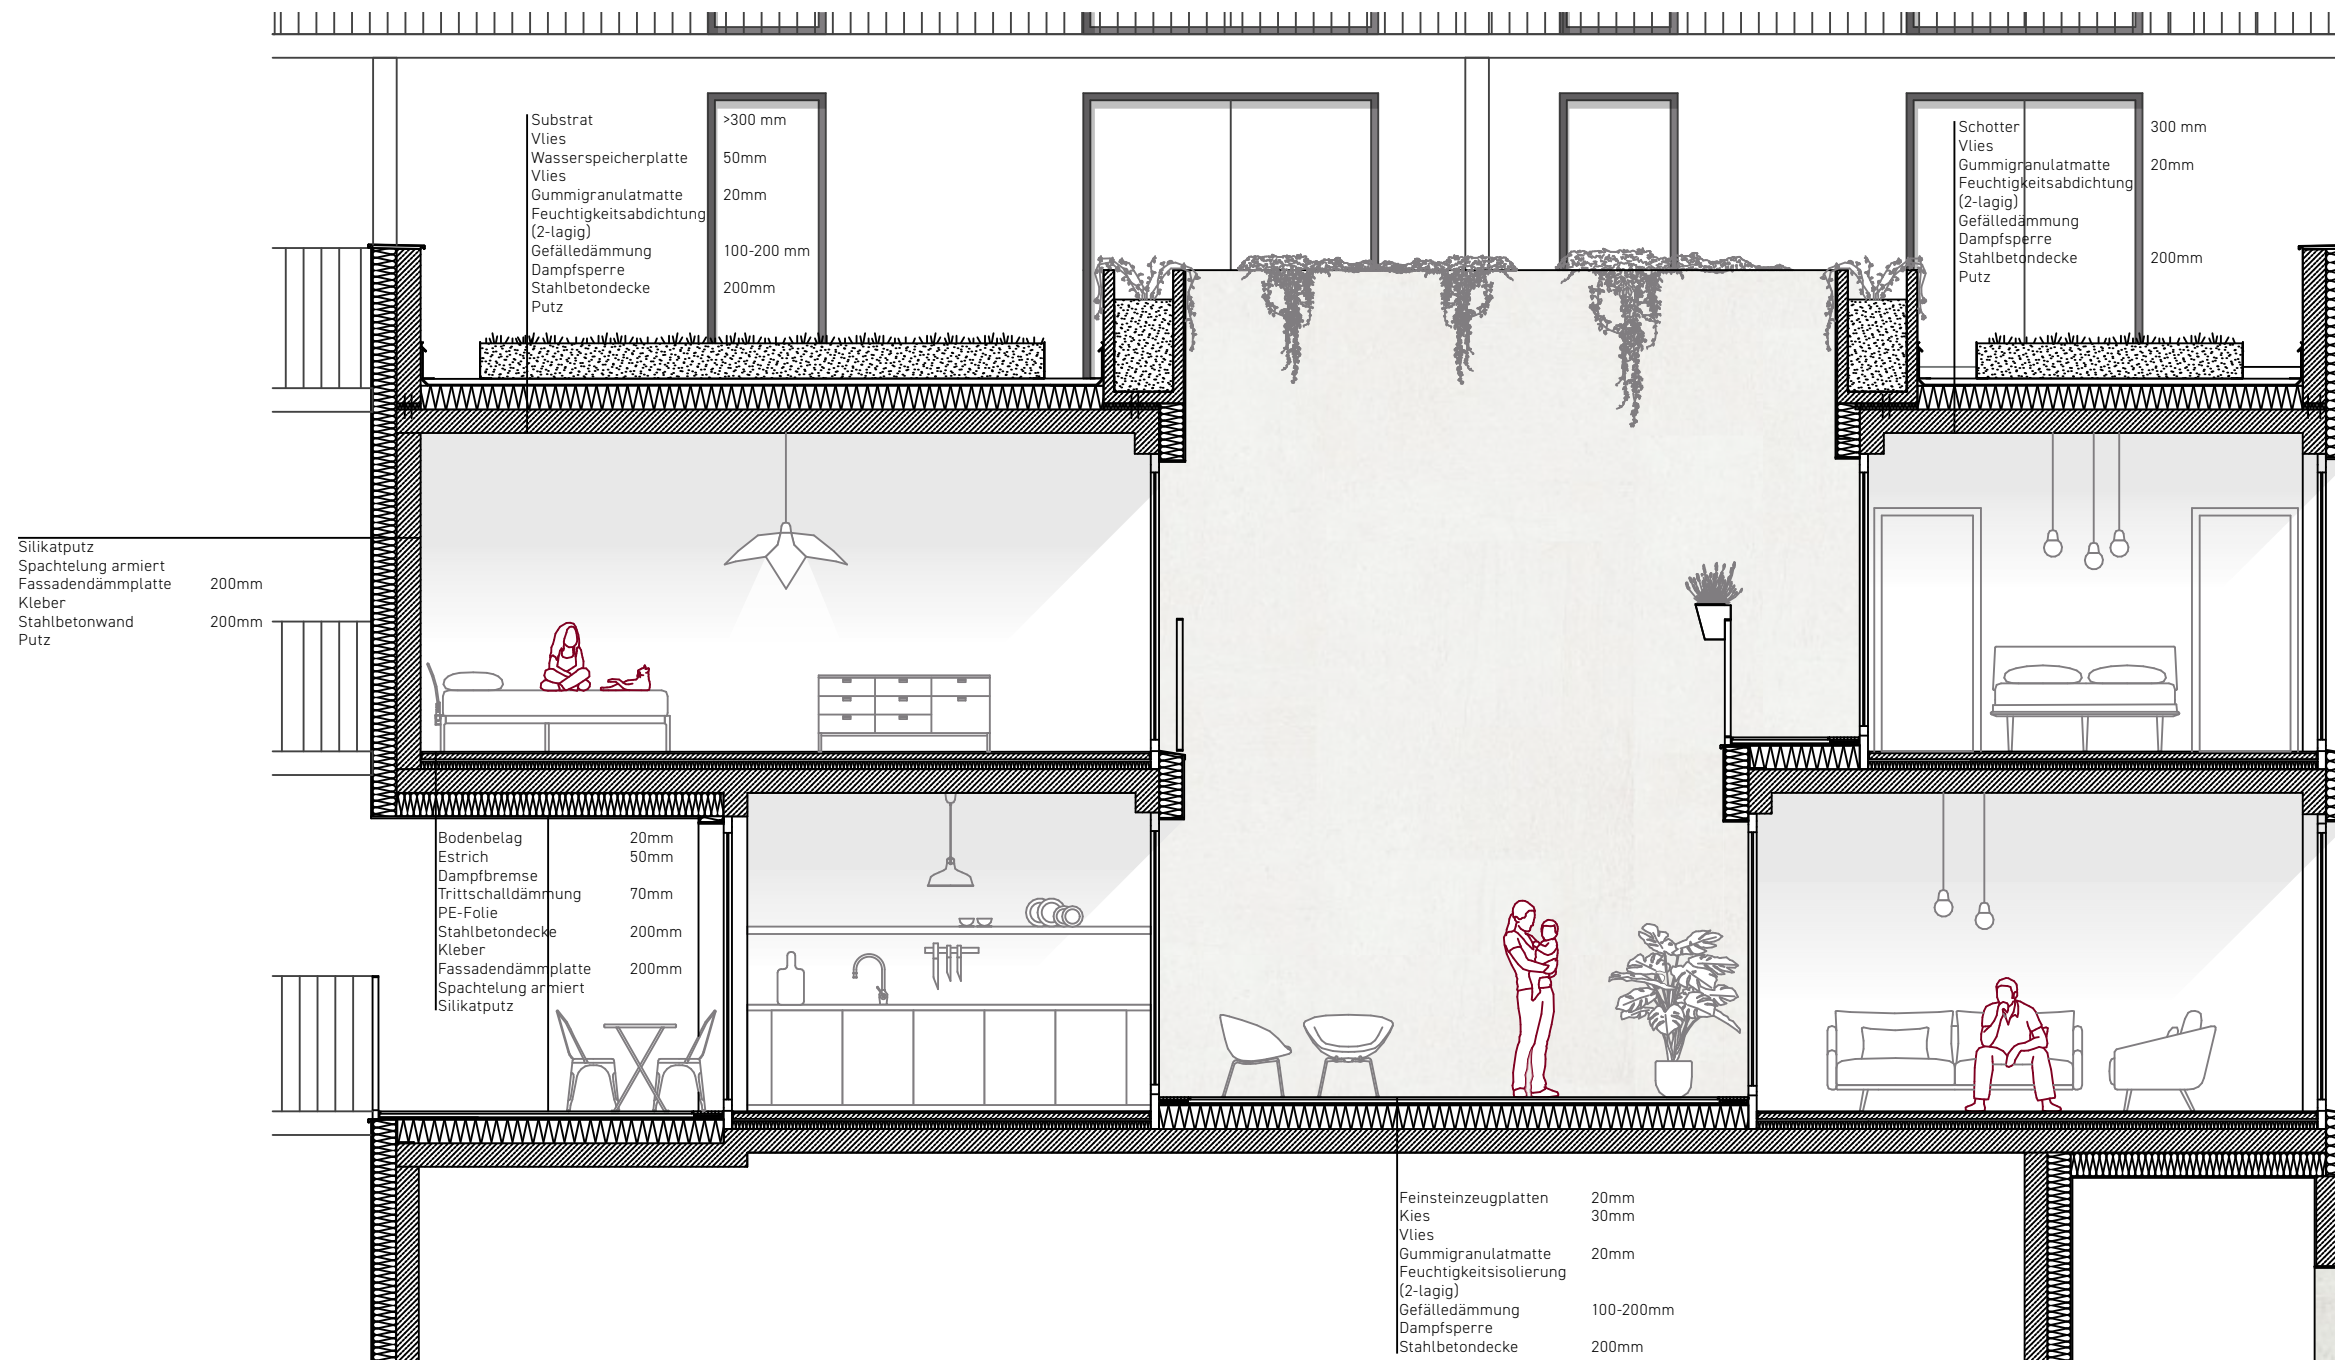 Substrat >300 mm
Vlies
Wasserspeicherplatte 50mm
Vlies
Gummigranulatmatte 20mm
Feuchtigkeitsabdichtung
(2-lagig)
Gefälledämmung 100-200 mm
Dampfsperre
Stahlbetondecke 200mm
Putz
Schotter 300 mm
Vlies
Gummigranulatmatte 20mm
Feuchtigkeitsabdichtung
(2-lagig)
Gefälledämmung
Dampfsperre
Stahlbetondecke 200mm
Putz
Silikatputz
Spachtelung armiert
Fassadendämmplatte 200mm
Kleber
Stahlbetonwand 200mm
Putz
Bodenbelag 20mm
Estrich 50mm
Dampfbremse
Trittschalldämmung 70mm
PE-Folie
Stahlbetondecke 200mm
Kleber
Fassadendämmplatte 200mm
Spachtelung armiert
Silikatputz
Feinsteinzeugplatten 20mm
Kies 30mm
Vlies
Gummigranulatmatte 20mm
Feuchtigkeitsisolierung
(2-lagig)
Gefälledämmung 100-200mm
Dampfsperre
Stahlbetondecke 200mm